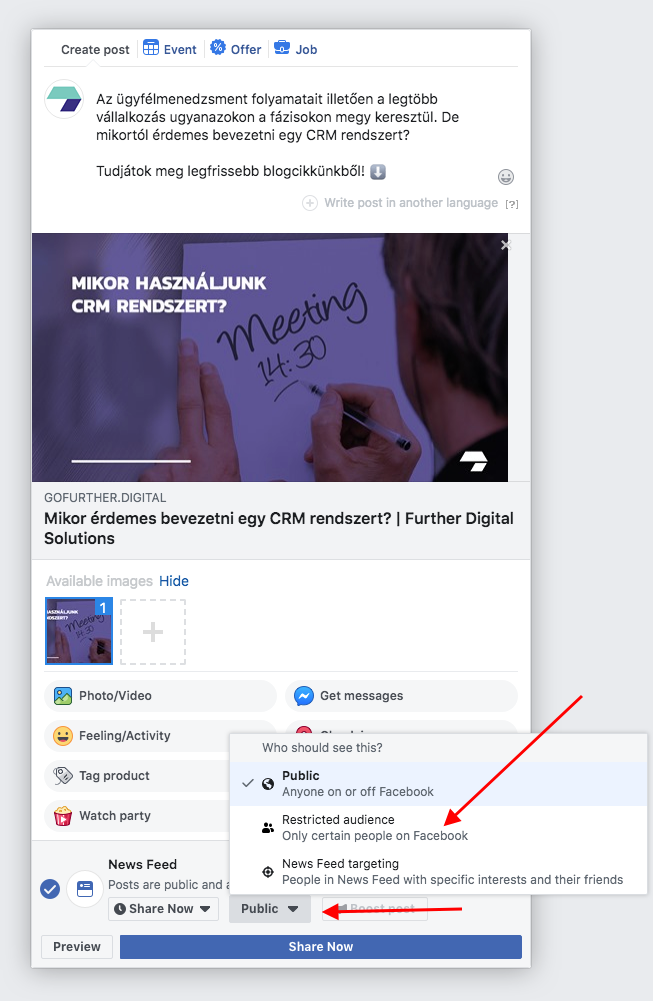 Create post
Event
Offer
Job
Az ügyfélmenedzsment folyamatait illetően a legtöbb
vállalkozás ugyanazokon a fázisokon megy keresztül. De
mikortól érdemes bevezetni egy CRM rendszert?
Tudjátok meg legfrissebb blogcikkünkből! ⬇️
Write post in another language [?]
MIKOR HASZNÁLJUNK
CRM RENDSZERT?
Meeting
14:30
GOFURTHER.DIGITAL
Mikor érdemes bevezetni egy CRM rendszert? | Further Digital
Solutions
Available images Hide
ASZNÁLJUNK
NDSZERT?
Meeting
14:30
1
Photo/Video
Get messages
Feeling/Activity
Tag product
Watch party
Who should see this?
Public
Anyone on or off Facebook
Restricted audience
Only certain people on Facebook
News Feed targeting
People in News Feed with specific interests and their friends
News Feed
Posts are public and
Share Now
Public
Boost post
Preview
Share Now